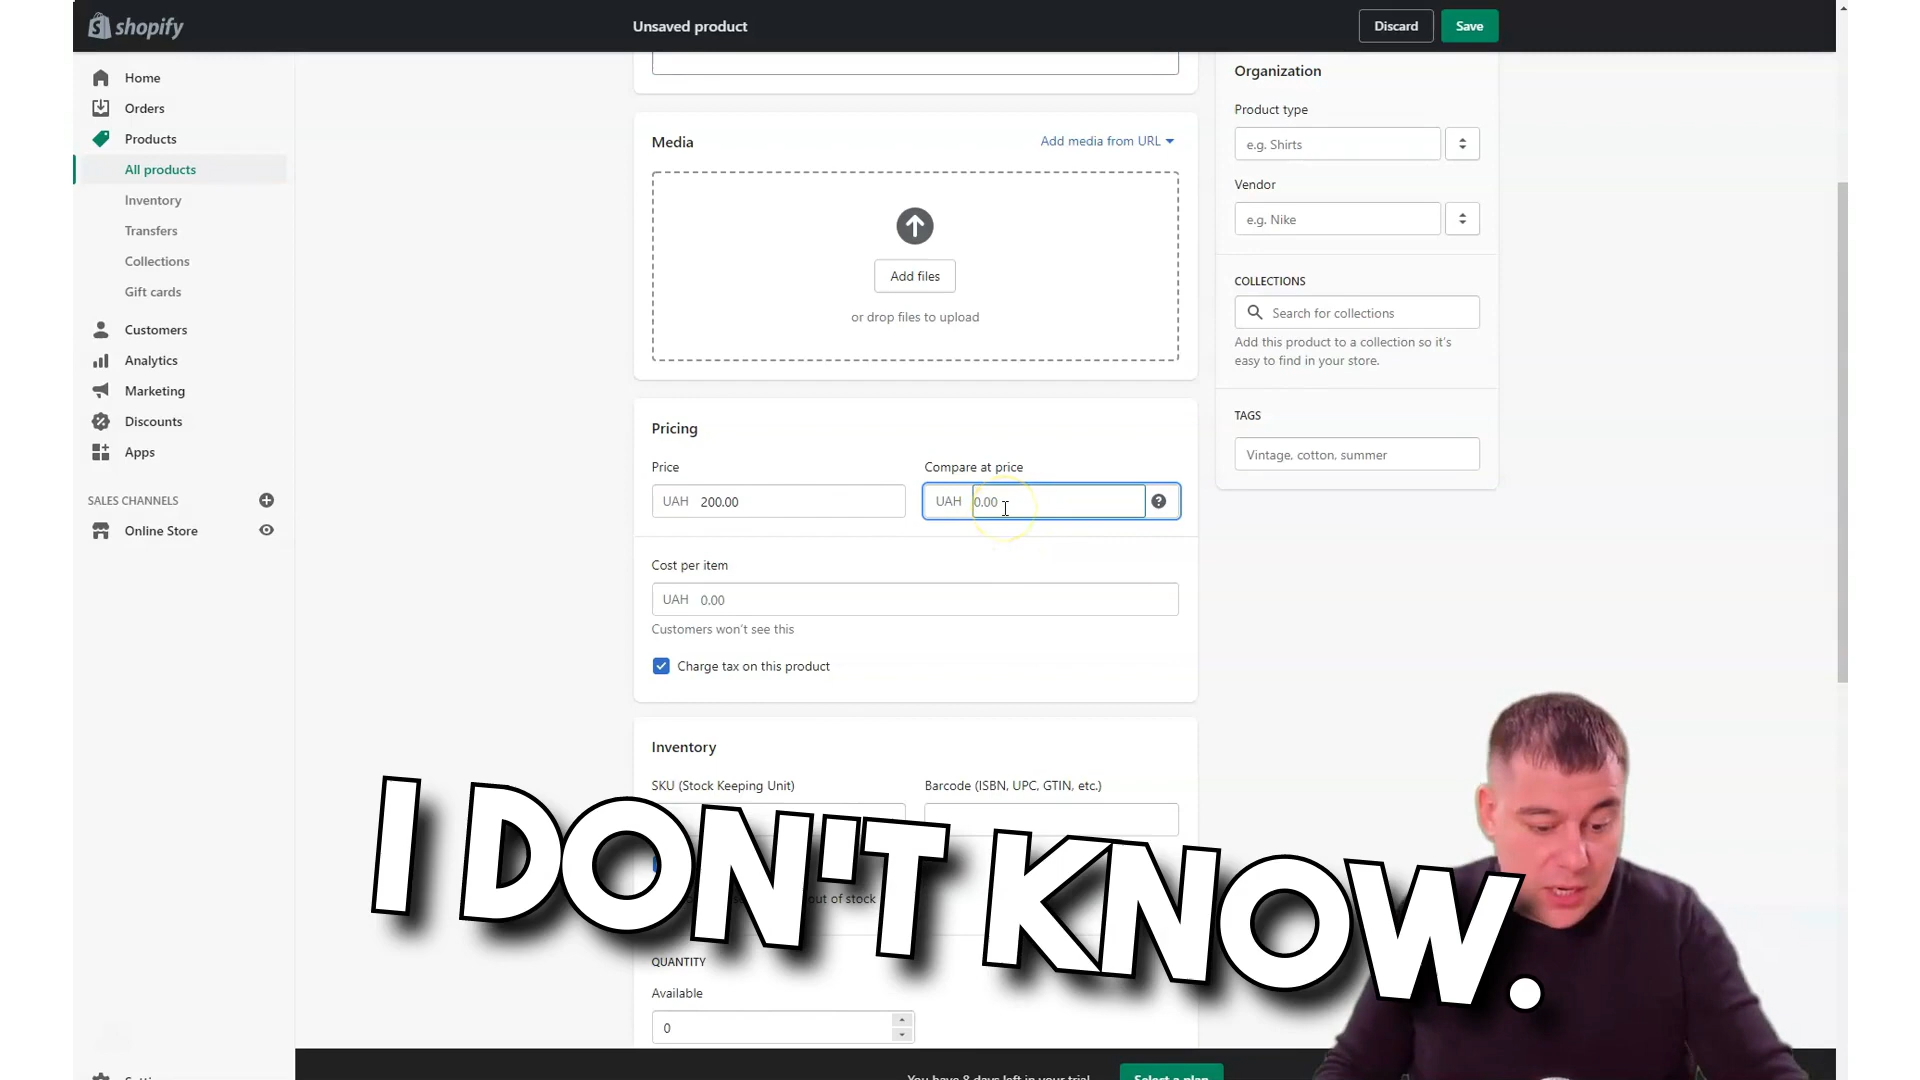 shopify
Unsaved product
Discard
Save
Home
Orders
Products
All products
Inventory
Transfers
Collections
Gift cards
Customers
Analytics
Marketing
Discounts
Apps
SALES CHANNELS
Online Store
Media
Add media from URL
Add files
or drop files to upload
Pricing
Price
Compare at price
UAH 200.00
UAH 0.00
Cost per item
UAH 0.00
Customers won't see this
Charge tax on this product
Inventory
SKU (Stock Keeping Unit)
Barcode (ISBN, UPC, GTIN, etc.)
out of stock
I DON'T KNOW.
QUANTITY
Available
0
You have 8 days left in your trial
Select a plan
Organization
Product type
e.g. Shirts
Vendor
e.g. Nike
COLLECTIONS
Search for collections
Add this product to a collection so it's
easy to find in your store.
TAGS
Vintage, cotton, summer